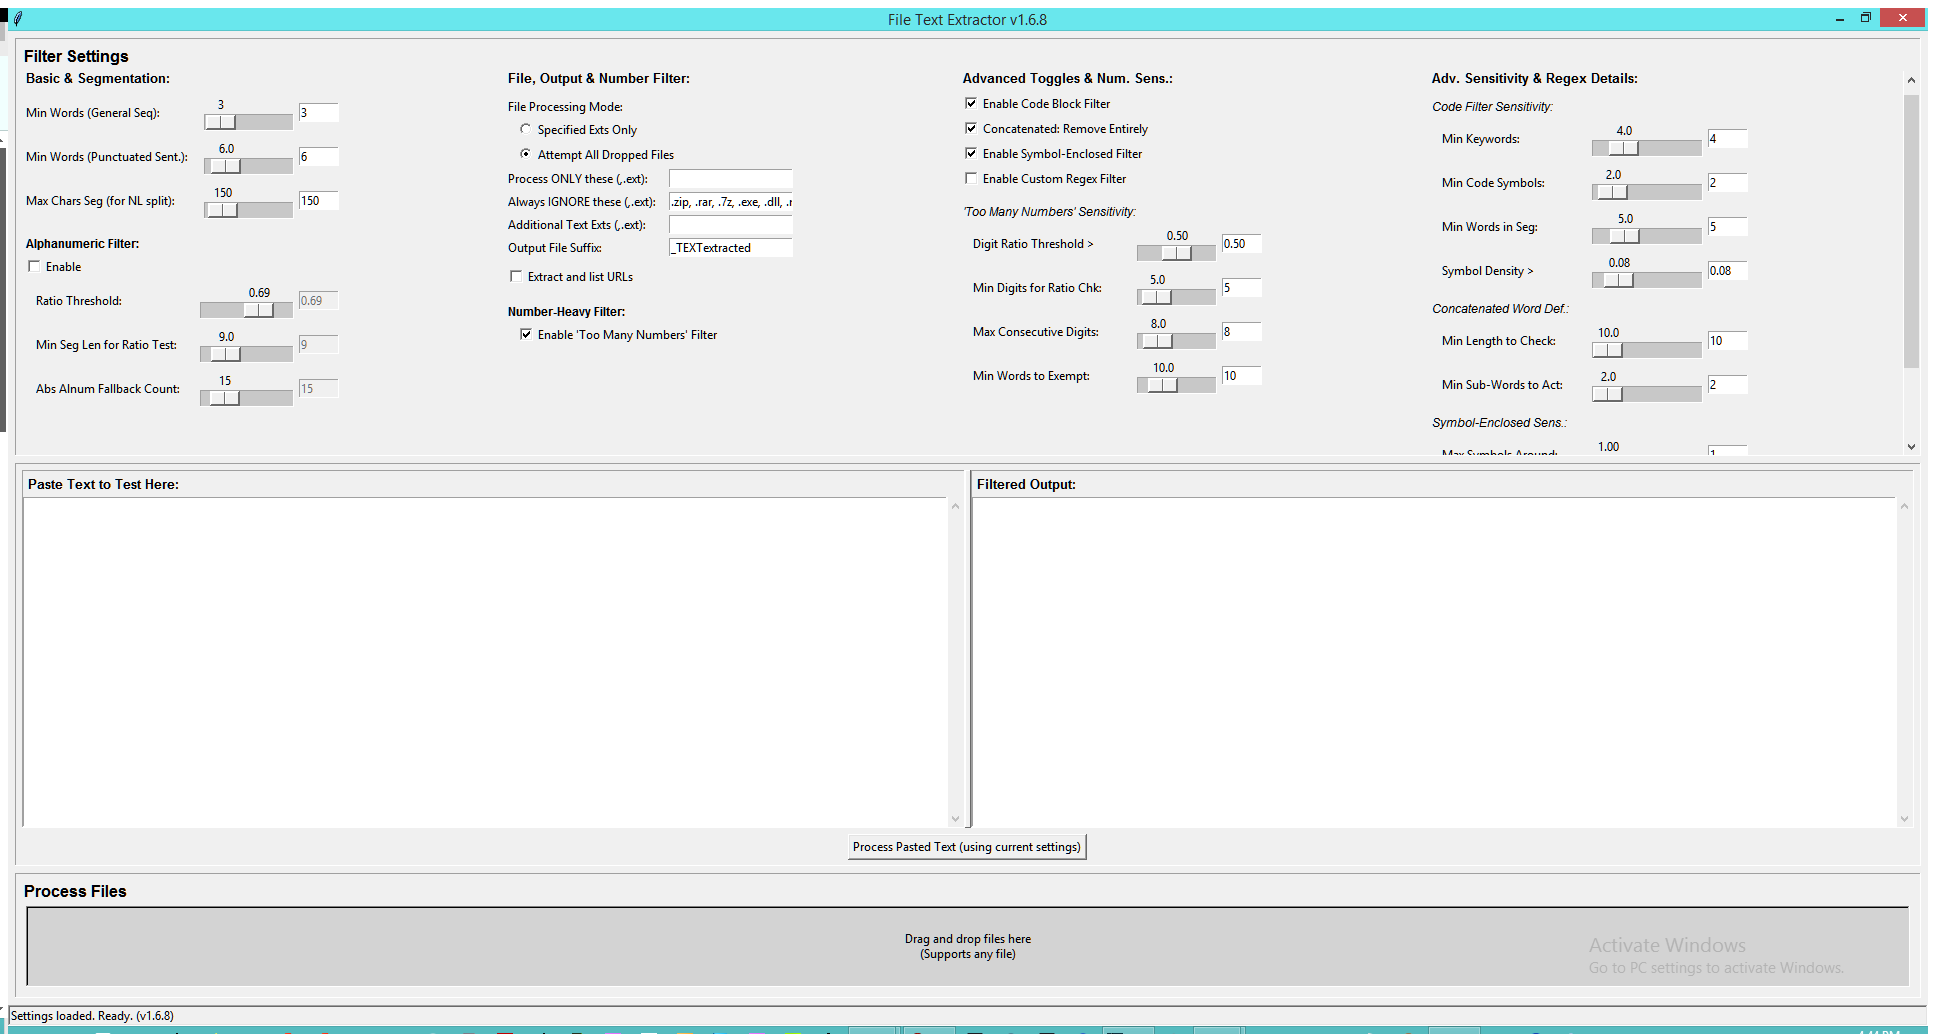 File Text Extractor v1.6.8
Filter Settings
Basic & Segmentation:
Min Words (General Seq):
3
3
Min Words (Punctuated Sent.):
6.0
6
Max Chars Seg (for NL split):
150
150
Alphanumeric Filter:
Enable
Ratio Threshold:
0.69
0.69
Min Seg Len for Ratio Test:
9.0
9
Abs Alnum Fallback Count:
15
15
File, Output & Number Filter:
File Processing Mode:
Specified Exts Only
Attempt All Dropped Files
Process ONLY these (,.ext):
Always IGNORE these (,.ext):
.zip, .rar, .7z, .exe, .dll,
Additional Text Exts (,.ext):
Output File Suffix:
_TEXTextracted
Extract and list URLs
Number-Heavy Filter:
Enable 'Too Many Numbers' Filter
Advanced Toggles & Num. Sens.:
Enable Code Block Filter
Concatenated: Remove Entirely
Enable Symbol-Enclosed Filter
Enable Custom Regex Filter
'Too Many Numbers' Sensitivity:
Digit Ratio Threshold >
0.50
0.50
Min Digits for Ratio Chk:
5.0
5
Max Consecutive Digits:
8.0
8
Min Words to Exempt:
10.0
10
Adv. Sensitivity & Regex Details:
Code Filter Sensitivity:
Min Keywords:
4.0
4
Min Code Symbols:
2.0
2
Min Words in Seg:
5.0
5
Symbol Density >
0.08
0.08
Concatenated Word Def.:
Min Length to Check:
10.0
10
Min Sub-Words to Act:
2.0
2
Symbol-Enclosed Sens.:
Max Symbols Around:
1.00
1
Paste Text to Test Here:
Filtered Output:
Process Pasted Text (using current settings)
Process Files
Drag and drop files here
(Supports any file)
Activate Windows
Go to PC settings to activate Windows.
Settings loaded. Ready. (v1.6.8)